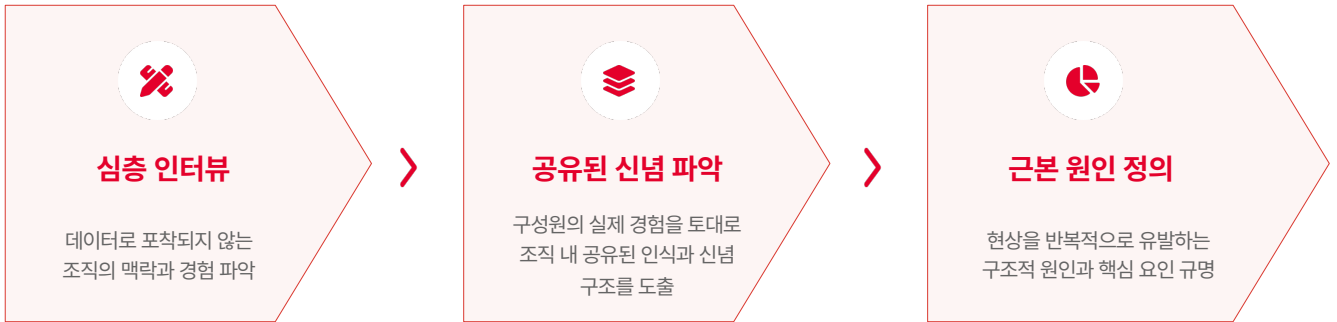 심층 인터뷰
데이터로 포착되지 않는
조직의 맥락과 경험 파악
공유된 신념 파악
구성원의 실제 경험을 토대로
조직 내 공유된 인식과 신념
구조를 도출
근본 원인 정의
현상을 반복적으로 유발하는
구조적 원인과 핵심 요인 규명